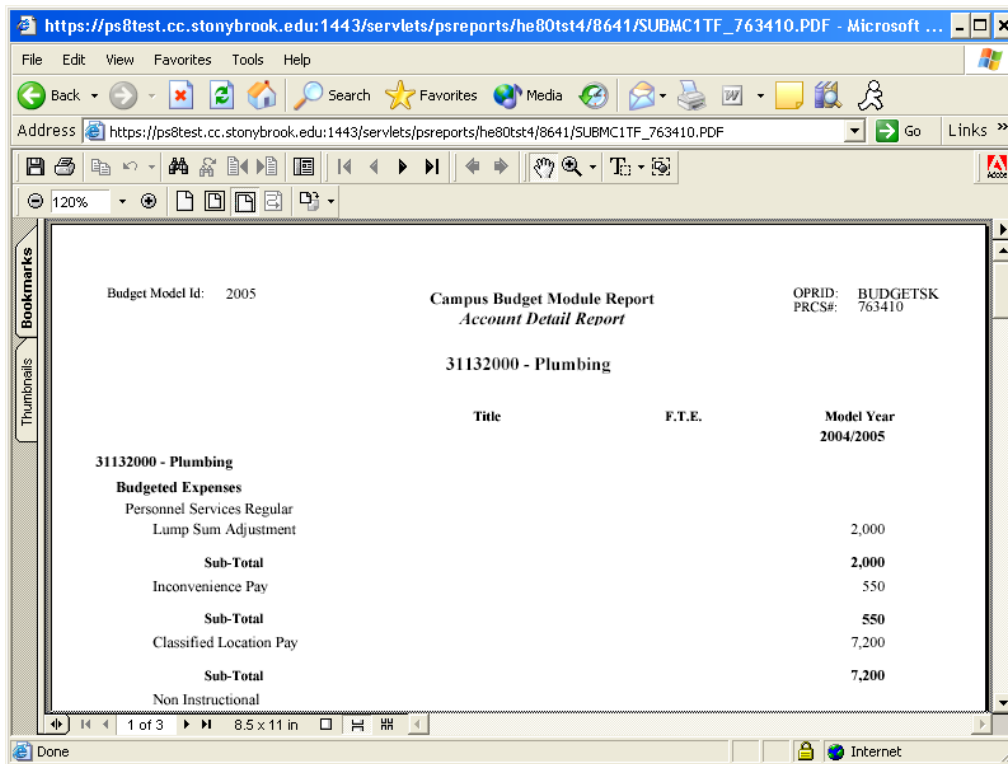 https://ps8test.cc.stonybrook.edu:1443/servlets/psreports/he80tst4/8641/SUBMC1TF_763410.PDF - Microsoft ...
File Edit View Favorites Tools Help
Back Search Favorites Media
Address https://ps8test.cc.stonybrook.edu:1443/servlets/psreports/he80tst4/8641/SUBMC1TF_763410.PDF Go Links »
Adobe
120%
Bookmarks
Thumbnails
Budget Model Id: 2005
Campus Budget Module Report
Account Detail Report
OPRID: BUDGETSK
PRCS#: 763410
31132000 - Plumbing
Title F.T.E. Model Year
2004/2005
31132000 - Plumbing
Budgeted Expenses
Personnel Services Regular
Lump Sum Adjustment 2,000
Sub-Total 2,000
Inconvenience Pay 550
Sub-Total 550
Classified Location Pay 7,200
Sub-Total 7,200
Non Instructional
1 of 3 8.5 x 11 in
Done Internet